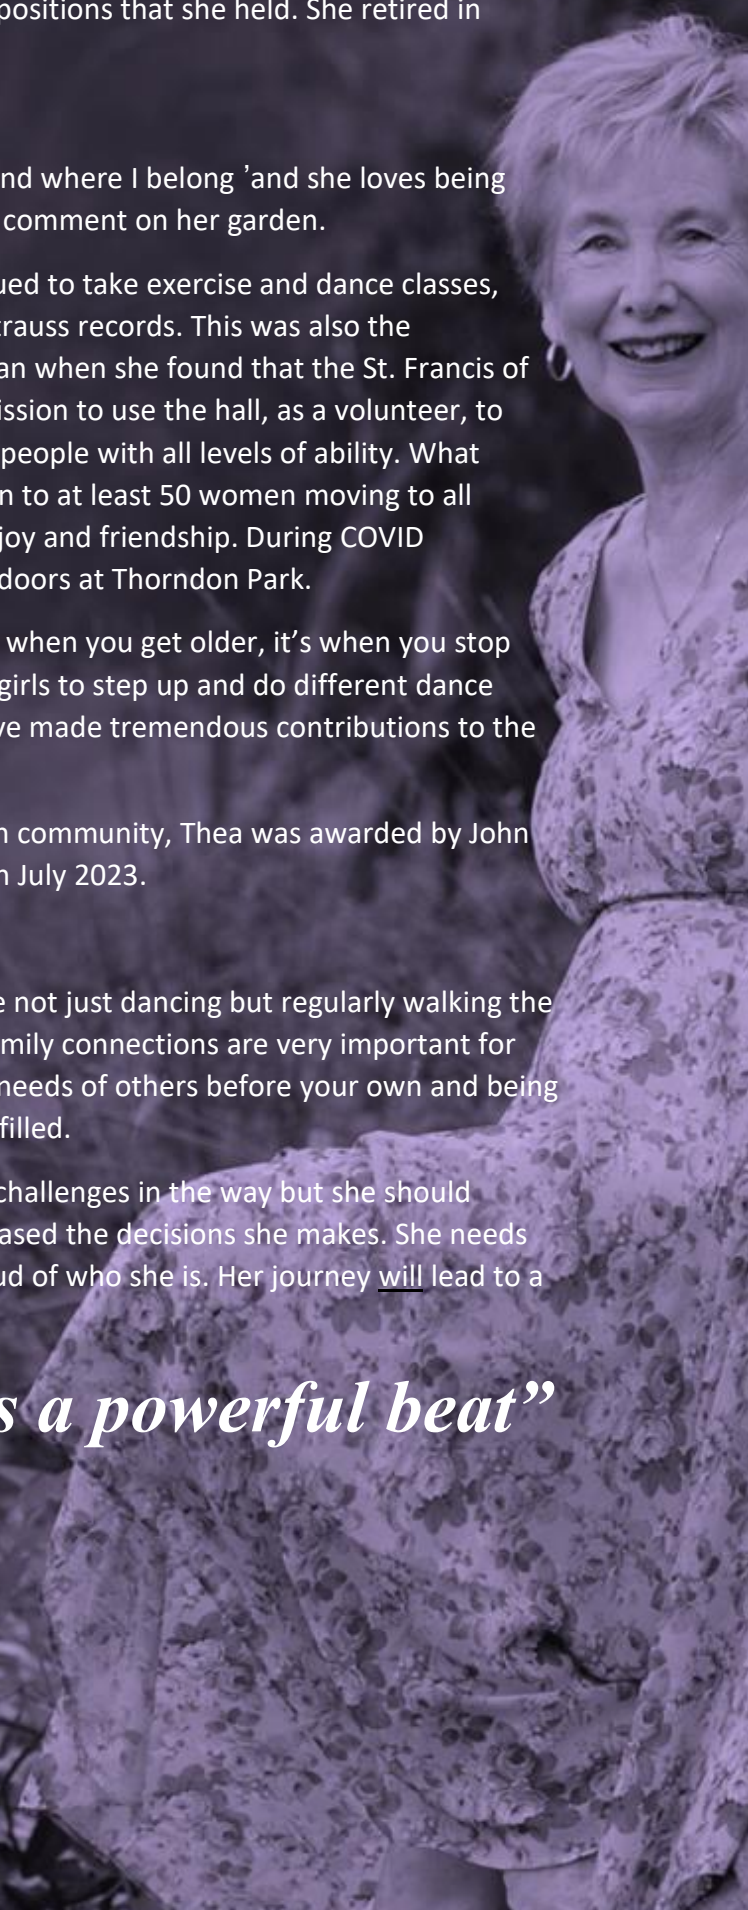 positions that she held. She retired in
nd where I belong ’and she loves being
comment on her garden.
ued to take exercise and dance classes,
trauss records. This was also the
an when she found that the St. Francis of
ission to use the hall, as a volunteer, to
people with all levels of ability. What
n to at least 50 women moving to all
joy and friendship. During COVID
doors at Thorndon Park.
when you get older, it’s when you stop
girls to step up and do different dance
ve made tremendous contributions to the
n community, Thea was awarded by John
n July 2023.
e not just dancing but regularly walking the
mily connections are very important for
needs of others before your own and being
filled.
challenges in the way but she should
ased the decisions she makes. She needs
ud of who she is. Her journey will lead to a
s a powerful beat”